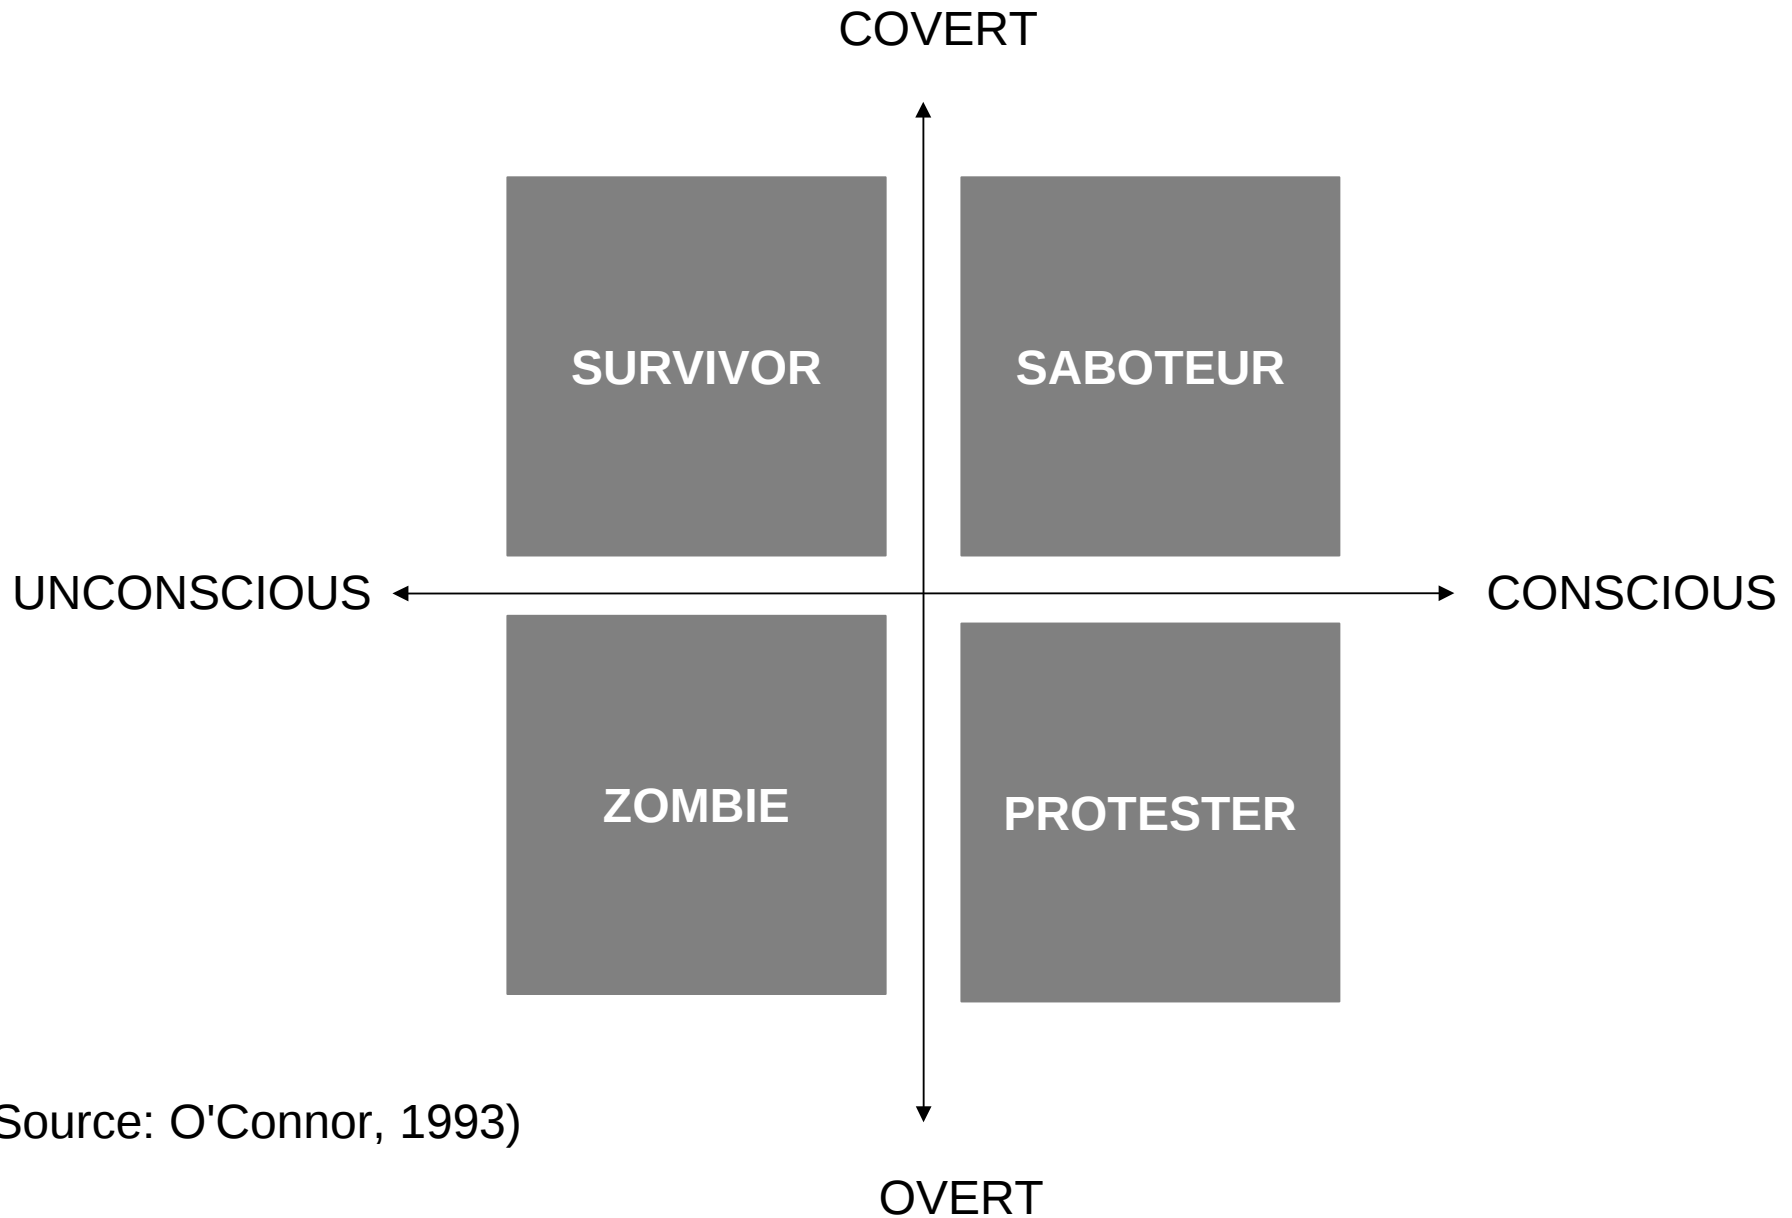 COVERT
SURVIVOR SABOTEUR
UNCONSCIOUS CONSCIOUS
ZOMBIE PROTESTER
Source: O'Connor, 1993)
OVERT